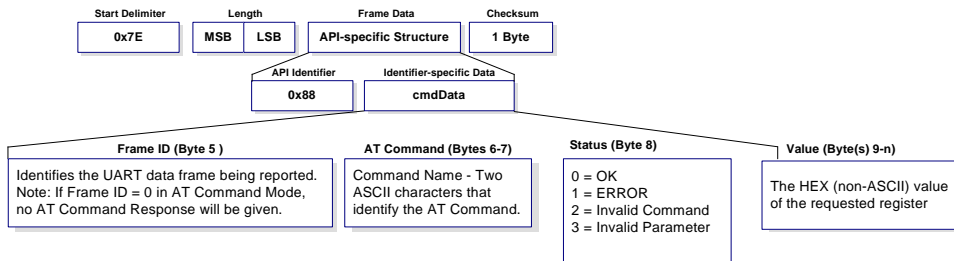 Start Delimiter
Length
Frame Data
Checksum
0x7E
MSB
LSB
API-specific Structure
1 Byte
API Identifier
Identifier-specific Data
0x88
cmdData
Frame ID (Byte 5 )
Identifies the UART data frame being reported.
Note: If Frame ID = 0 in AT Command Mode,
no AT Command Response will be given.
AT Command (Bytes 6-7)
Command Name - Two
ASCII characters that
identify the AT Command.
Status (Byte 8)
0 = OK
1 = ERROR
2 = Invalid Command
3 = Invalid Parameter
Value (Byte(s) 9-n)
The HEX (non-ASCII) value
of the requested register